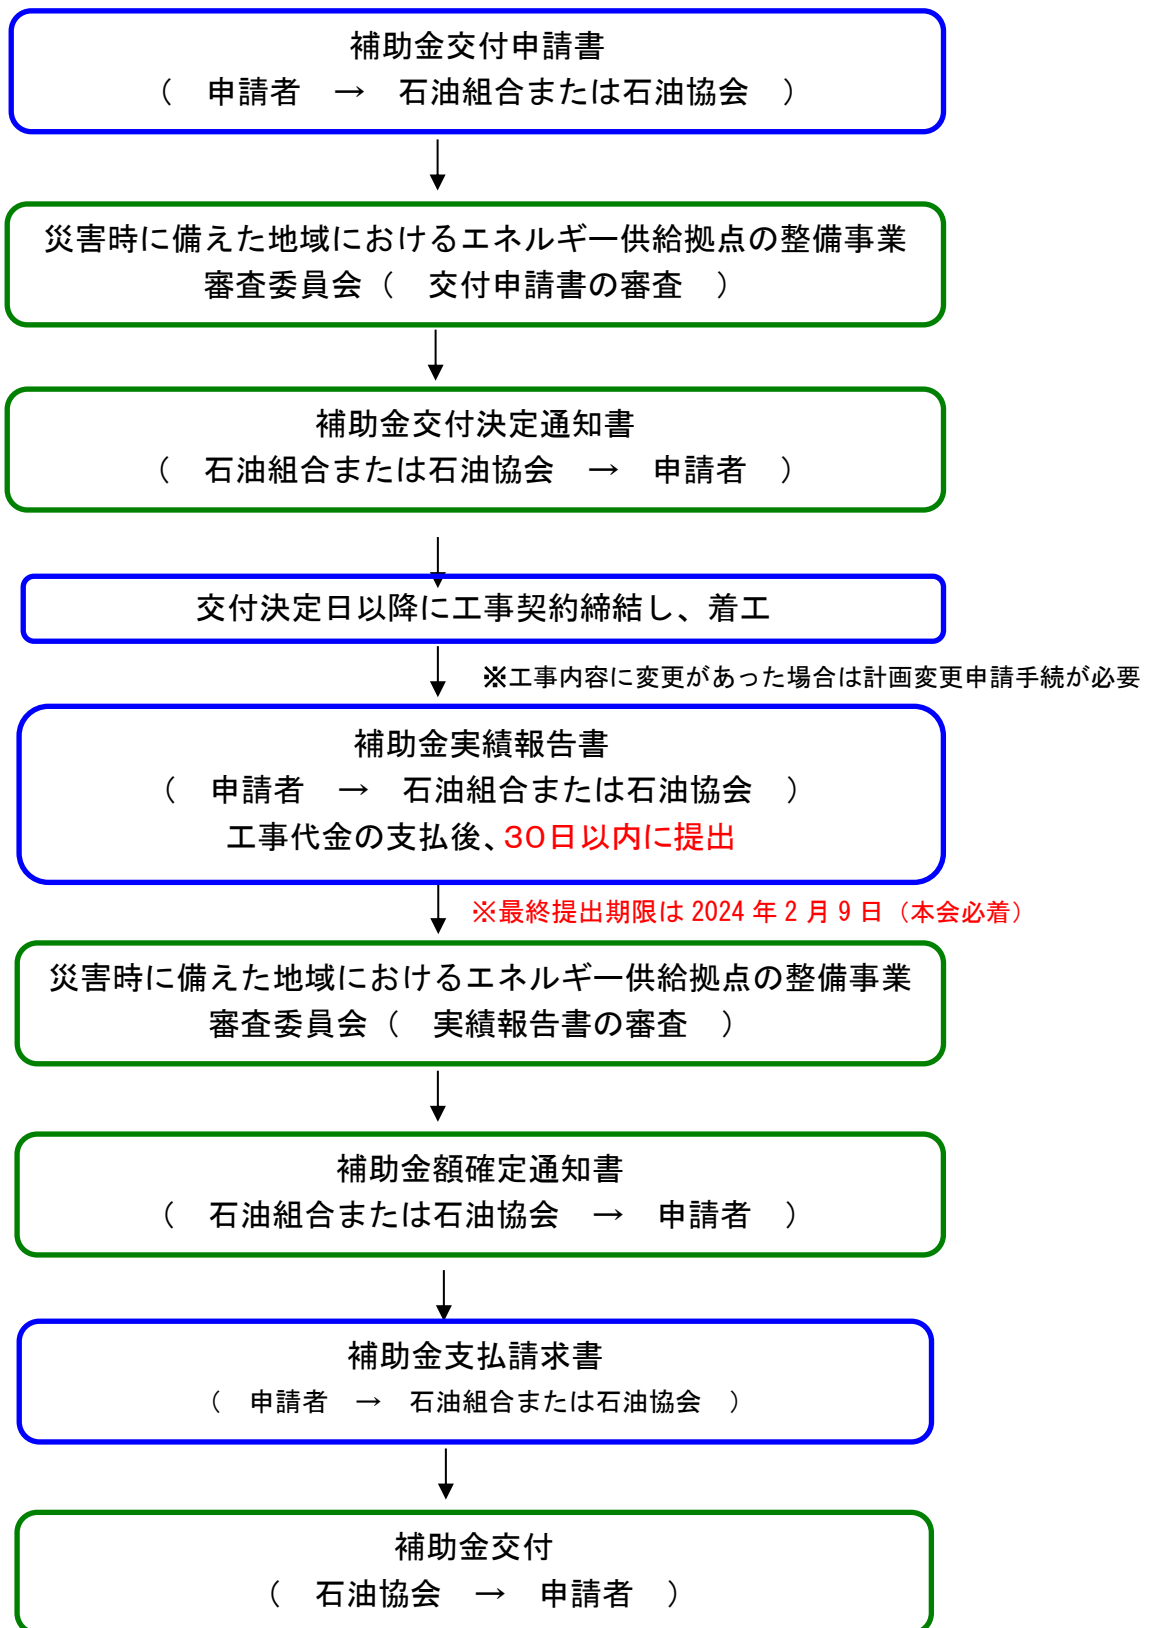 補助金交付申請書
（　申請者　→　石油組合または石油協会　）
災害時に備えた地域におけるエネルギー供給拠点の整備事業
審査委員会（　交付申請書の審査　）
補助金交付決定通知書
（　石油組合または石油協会　→　申請者　）
交付決定日以降に工事契約締結し、着工
※工事内容に変更があった場合は計画変更申請手続が必要
補助金実績報告書
（　申請者　→　石油組合または石油協会　）
工事代金の支払後、３０日以内に提出
※最終提出期限は 2024 年 2 月 9 日（本会必着）
災害時に備えた地域におけるエネルギー供給拠点の整備事業
審査委員会（　実績報告書の審査　）
補助金額確定通知書
（　石油組合または石油協会　→　申請者　）
補助金支払請求書
（　申請者　→　石油組合または石油協会　）
補助金交付
（　石油協会　→　申請者　）